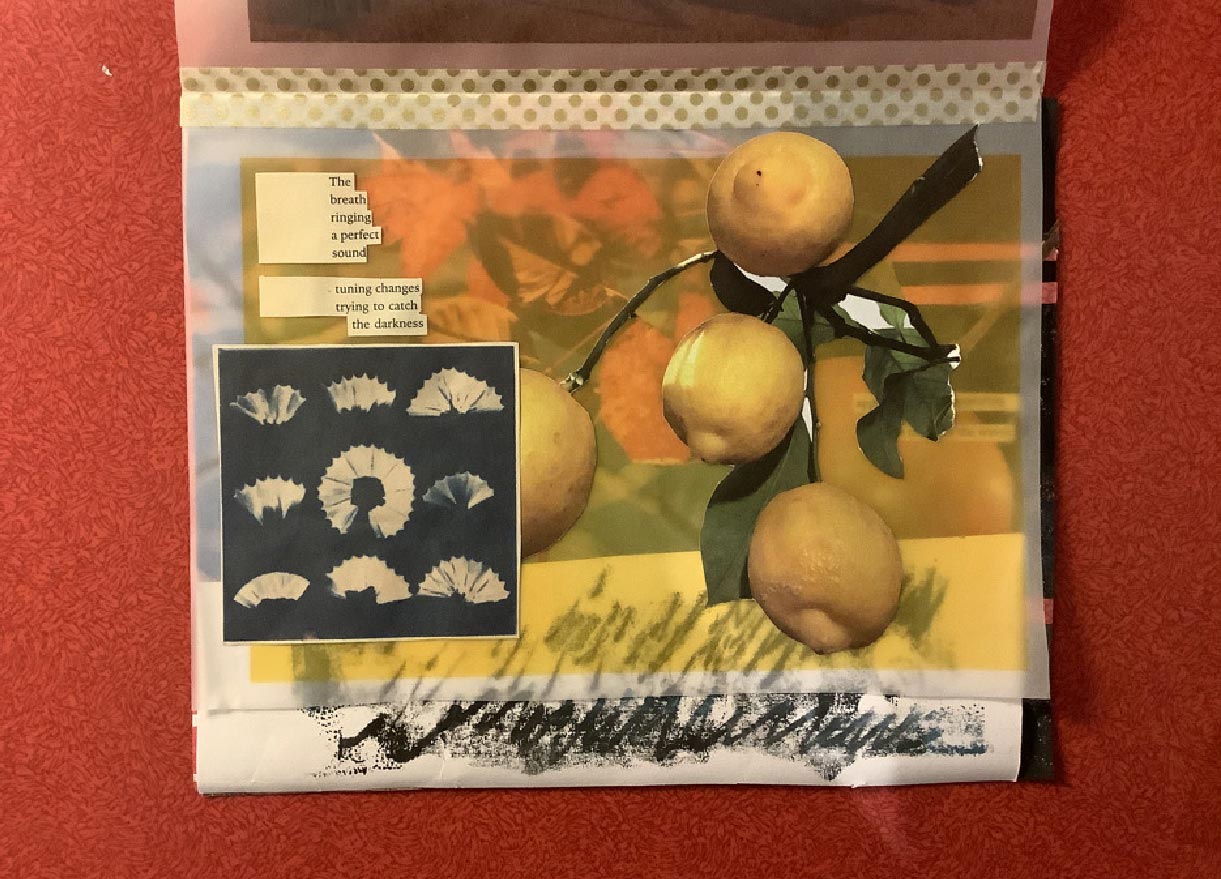 The
breath
ringing
a perfect
sound
tuning changes
trying to catch
the darkness